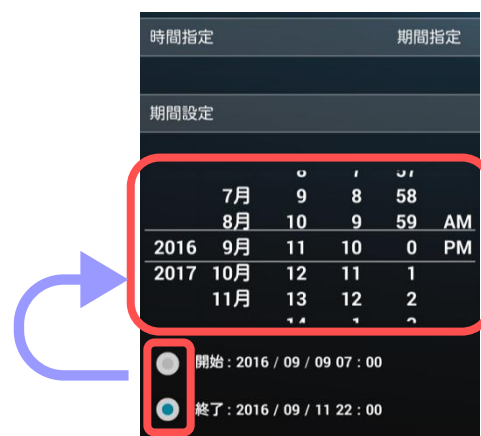 時間指定 期間指定
期間設定
7月 9 8 58
8月 10 9 59 AM
2016 9月 11 10 0 PM
2017 10月 12 11 1
11月 13 12 2
開始 : 2016 / 09 / 09 07 : 00
終了 : 2016 / 09 / 11 22 : 00